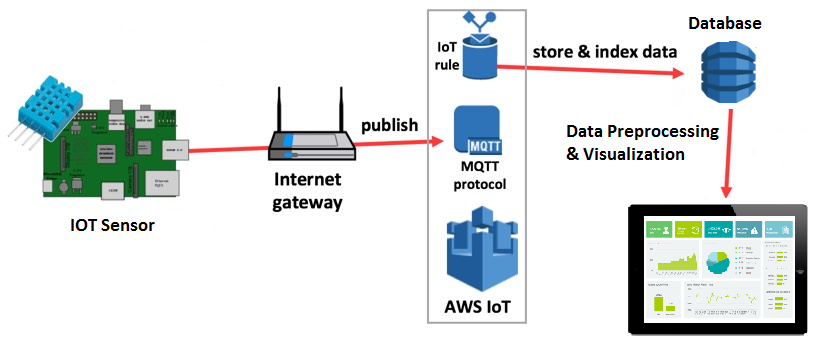 Database
IoT
rule
store & index data
publish
MQTT
MQTT
protocol
Data Preprocessing
& Visualization
Internet
gateway
IOT Sensor
AWS IoT